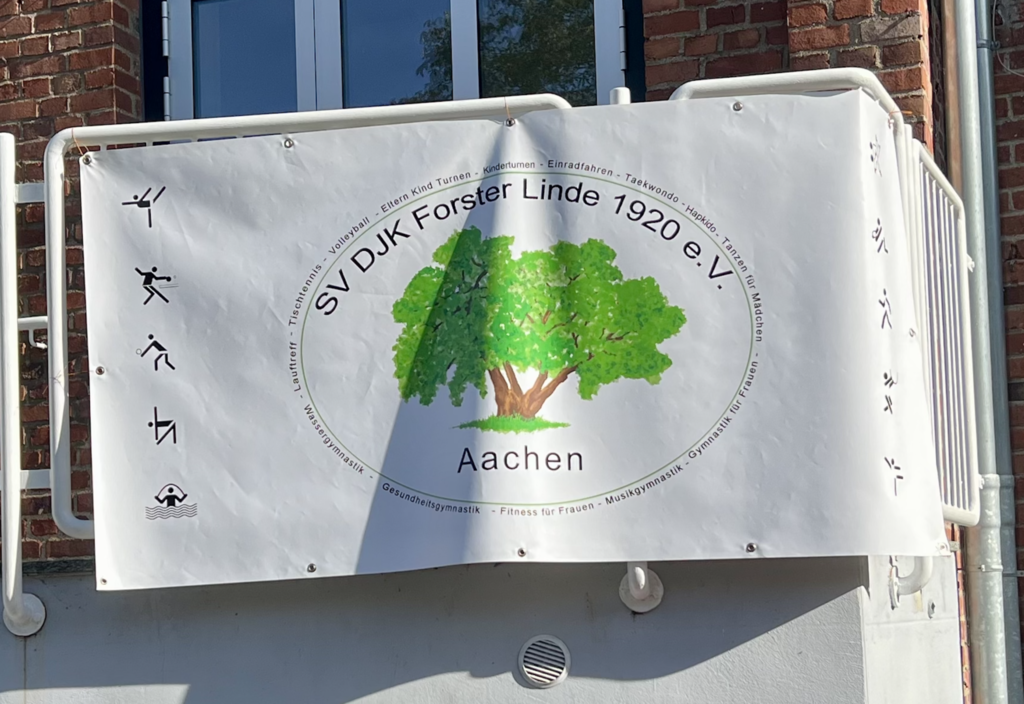 Lauftreff - Tischtennis - Volleyball - Eltern Kind Turnen - Kinderturnen - Einradfahren - Taekwondo - Hapkido - Tanzen für Mädchen -
SV DJK Forster Linde 1920 e.V.
Aachen
- Wassergymnastik - Gesundheitsgymnastik - Fitness für Frauen - Musikgymnastik - Gymnastik für Frauen -